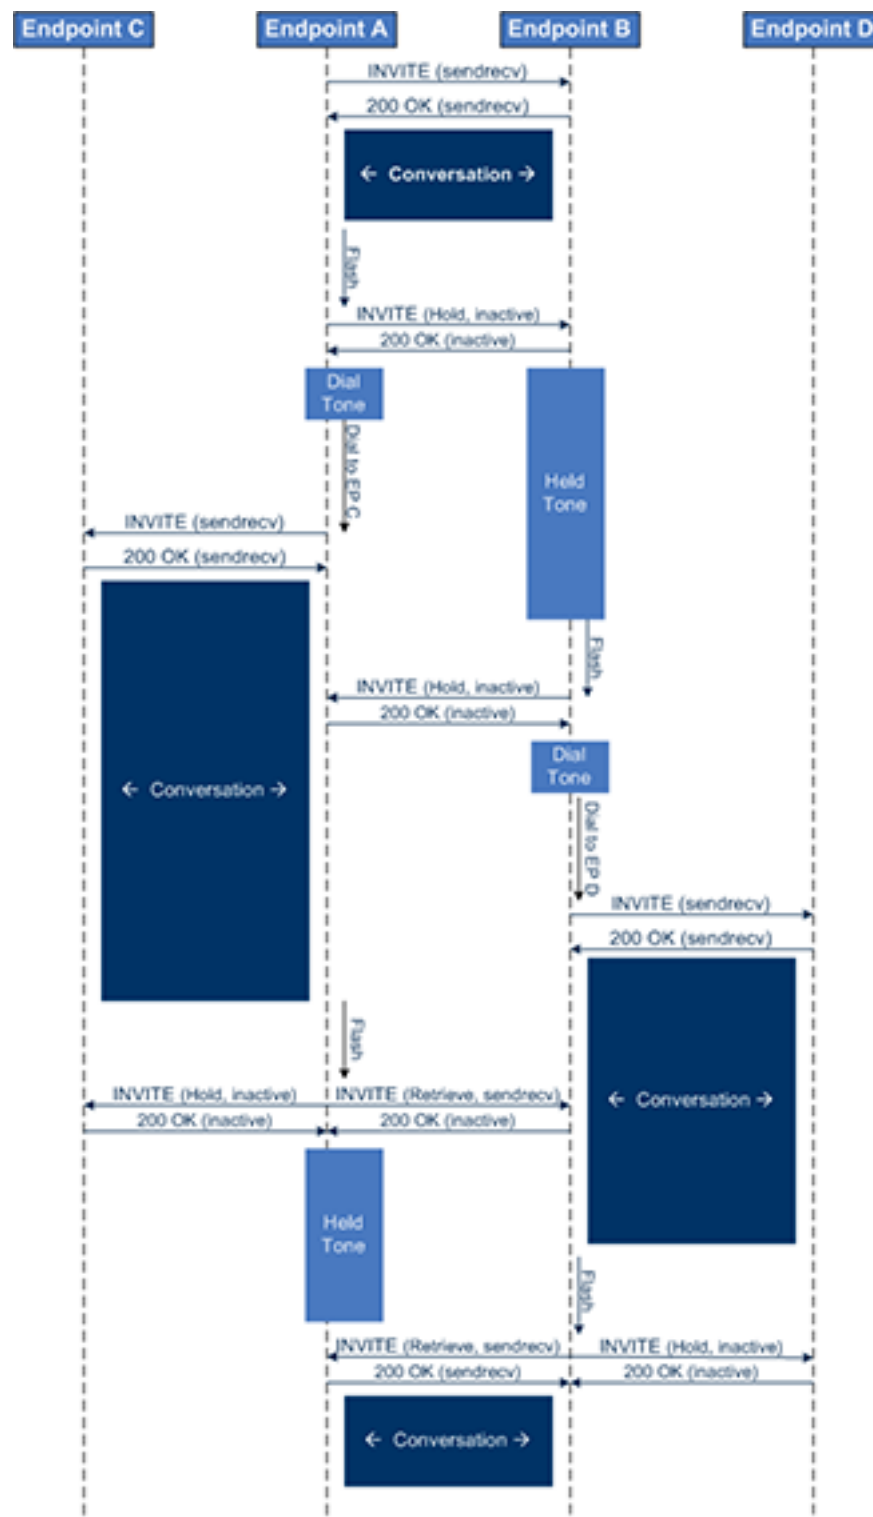 Endpoint C
Endpoint A
Endpoint B
Endpoint D
INVITE (sendrecv)
200 OK (sendrecv)
← Conversation →
Flash
INVITE (Hold, inactive)
200 OK (inactive)
Dial
Tone
Held
Tone
Dial to EP C
INVITE (sendrecv)
200 OK (sendrecv)
← Conversation →
Flash
INVITE (Hold, inactive)
200 OK (inactive)
Dial
Tone
Dial to EP D
INVITE (sendrecv)
200 OK (sendrecv)
← Conversation →
Flash
INVITE (Hold, inactive)
INVITE (Retrieve, sendrecv)
200 OK (inactive)
200 OK (inactive)
Held
Tone
Flash
INVITE (Retrieve, sendrecv)
INVITE (Hold, inactive)
200 OK (sendrecv)
200 OK (inactive)
← Conversation →